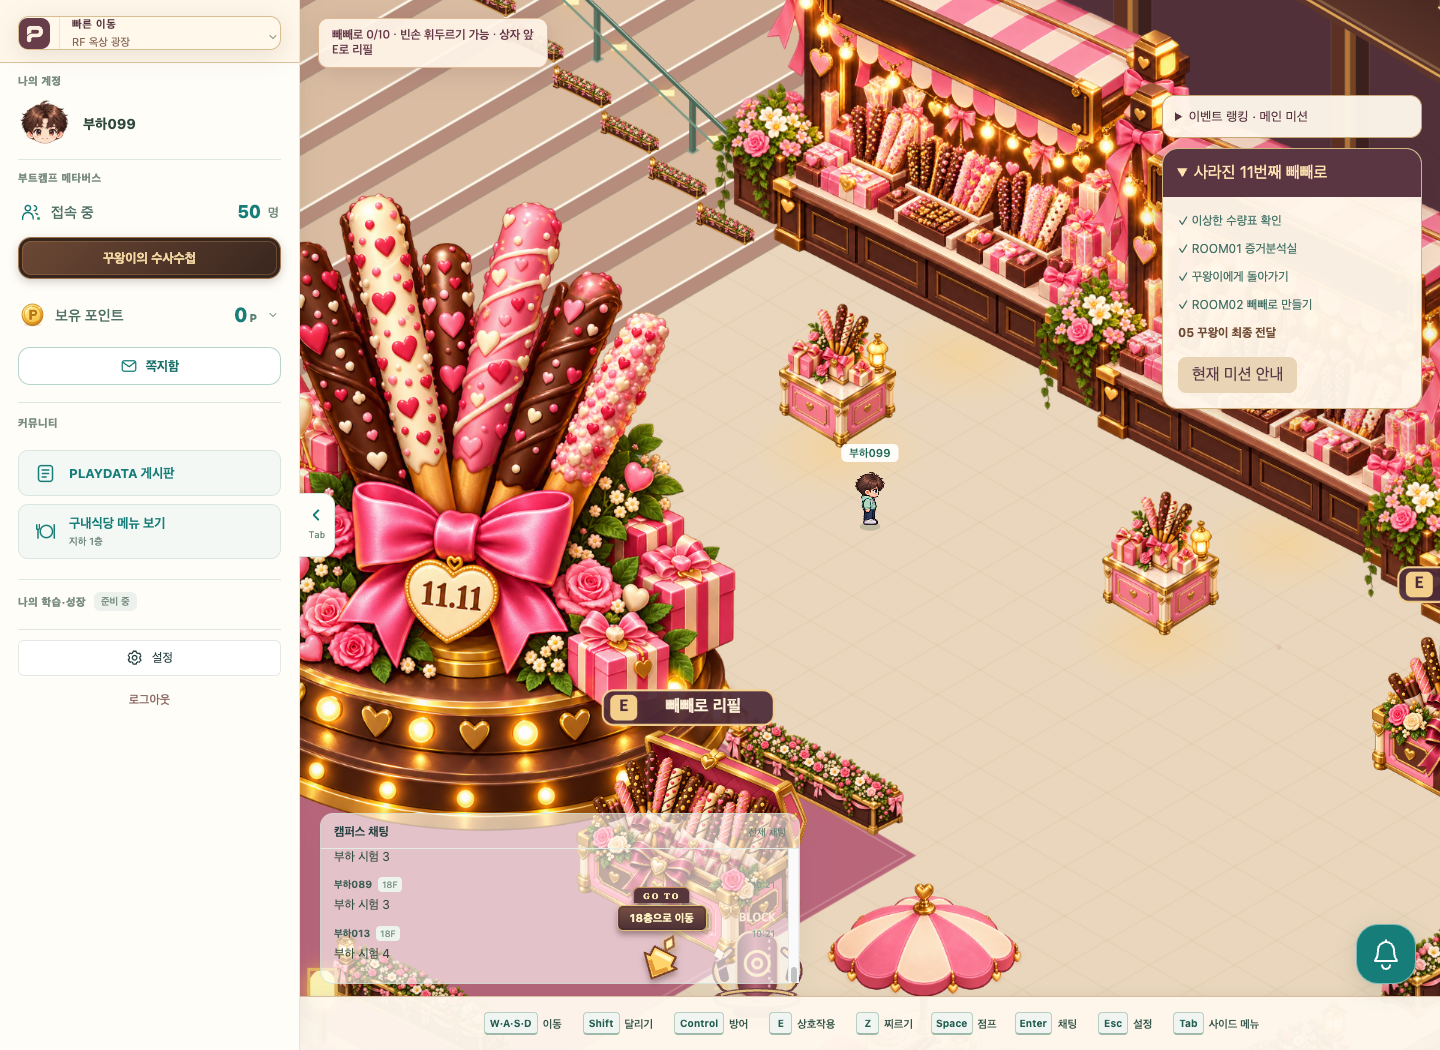 빠른 이동
RF 옥상 광장
나의 계정
부하099
부트캠프 메타버스
접속 중 50 명
꾸왕이의 수사수첩
보유 포인트 0 P
쪽지함
커뮤니티
PLAYDATA 게시판
구내식당 메뉴 보기
지하 1층
나의 학습·성장 준비 중
설정
로그아웃
Tab
빼빼로 0/10 · 빈손 휘두르기 가능 · 상자 앞
E로 리필
▶ 이벤트 랭킹 · 메인 미션
▼ 사라진 11번째 빼빼로
✓ 이상한 수량표 확인
✓ ROOM01 증거분석실
✓ 꾸왕이에게 돌아가기
✓ ROOM02 빼빼로 만들기
05 꾸왕이 최종 전달
현재 미션 안내
부하099
11.11
E 빼빼로 리필
E
캠퍼스 채팅
전체 채팅
부하 시험 3
부하089 18F
부하 시험 3
부하013 18F 10:21
부하 시험 4
GO TO
18층으로 이동
BLOCK
W·A·S·D 이동 Shift 달리기 Control 방어 E 상호작용 Z 찌르기 Space 점프 Enter 채팅 Esc 설정 Tab 사이드 메뉴